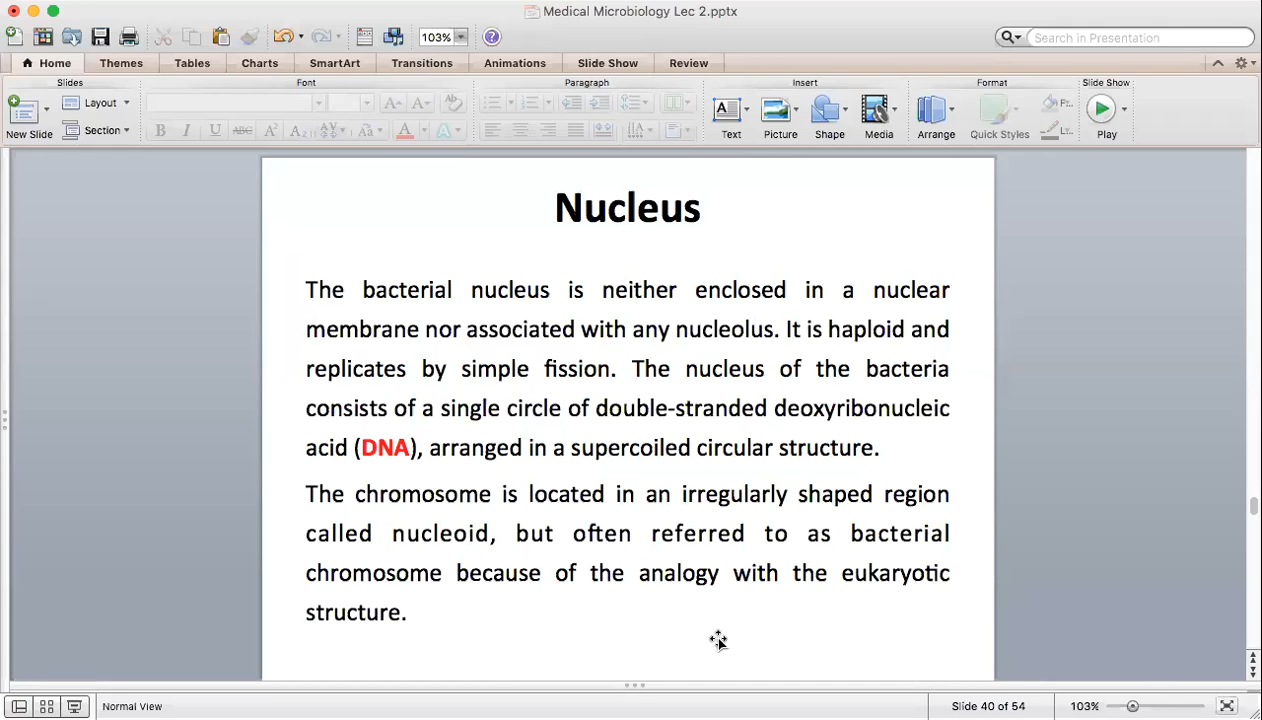 Medical Microbiology Lec 2.pptx
103%
Search in Presentation
Home Themes Tables Charts SmartArt Transitions Animations Slide Show Review
Slides Font Paragraph Insert Format Slide Show
New Slide
Layout
Section
B I U ABC
Text Picture Shape Media Arrange Quick Styles Play
Nucleus
The bacterial nucleus is neither enclosed in a nuclear
membrane nor associated with any nucleolus. It is haploid and
replicates by simple fission. The nucleus of the bacteria
consists of a single circle of double-stranded deoxyribonucleic
acid (DNA), arranged in a supercoiled circular structure.
The chromosome is located in an irregularly shaped region
called nucleoid, but often referred to as bacterial
chromosome because of the analogy with the eukaryotic
structure.
Normal View Slide 40 of 54 103%